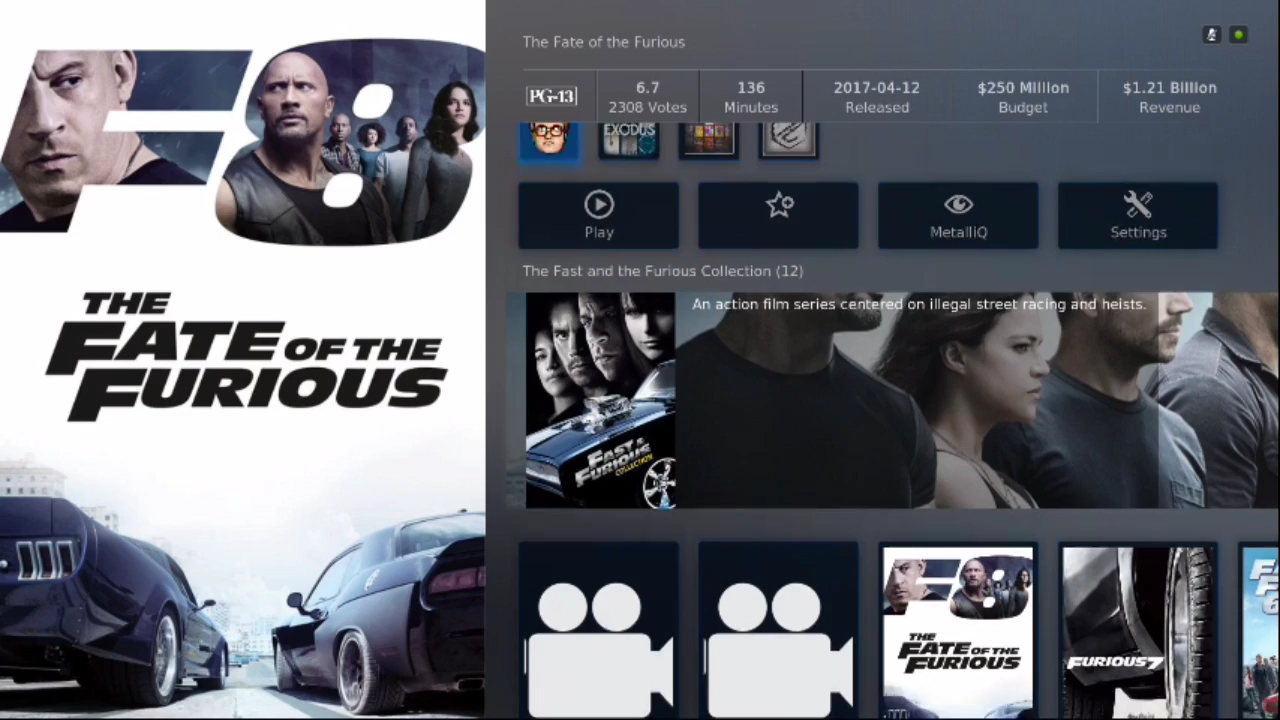 F8
THE
FATE OF THE
FURIOUS
The Fate of the Furious
PG-13
6.7
2308 Votes
136
Minutes
2017-04-12
Released
$250 Million
Budget
$1.21 Billion
Revenue
EXODUS
Play
MetalliQ
Settings
The Fast and the Furious Collection (12)
An action film series centered on illegal street racing and heists.
FAST &
FURIOUS
COLLECTION
F8
THE
FATE OF THE
FURIOUS
FURIOUS 7